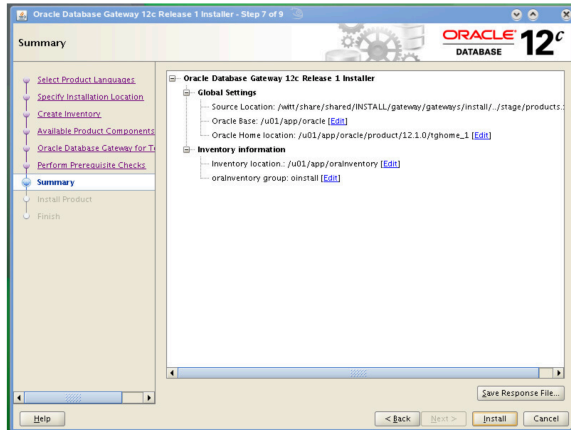 Oracle Database Gateway 12c Release 1 Installer - Step 7 of 9
Summary
ORACLE
DATABASE
12c
Select Product Languages
Specify Installation Location
Create Inventory
Available Product Components
Oracle Database Gateway for
Perform Prerequisite Checks
Summary
Install Product
Finish
Oracle Database Gateway 12c Release 1 Installer
Global Settings
Source Location: /witt/share/shared/INSTALL/gateway/gateways/install/../stage/products.
Oracle Base: /u01/app/oracle [Edit]
Oracle Home location: /u01/app/oracle/product/12.1.0/tghome_1 [Edit]
Inventory information
Inventory location.: /u01/app/oraInventory [Edit]
oraInventory group: oinstall [Edit]
Save Response File...
Help
< Back
Next >
Install
Cancel